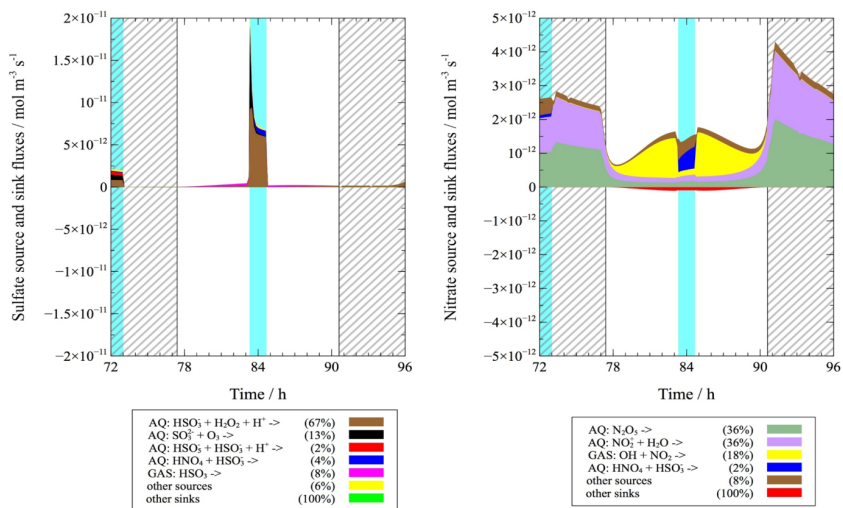 Sulfate source and sink fluxes / mol m⁻³ s⁻¹
2×10⁻¹¹
1.5×10⁻¹¹
1×10⁻¹¹
5×10⁻¹²
0
−5×10⁻¹²
−1×10⁻¹¹
−1.5×10⁻¹¹
−2×10⁻¹¹
72 78 84 90 96
Time / h
AQ: HSO₃⁻ + H₂O₂ + H⁺ -> (67%)
AQ: SO₃²⁻ + O₃ -> (13%)
AQ: HSO₅⁻ + HSO₃⁻ + H⁺ -> (2%)
AQ: HNO₄ + HSO₃⁻ -> (4%)
GAS: HSO₃ -> (8%)
other sources (6%)
other sinks (100%)
Nitrate source and sink fluxes / mol m⁻³ s⁻¹
5×10⁻¹²
4×10⁻¹²
3×10⁻¹²
2×10⁻¹²
1×10⁻¹²
0
−1×10⁻¹²
−2×10⁻¹²
−3×10⁻¹²
−4×10⁻¹²
−5×10⁻¹²
72 78 84 90 96
Time / h
AQ: N₂O₅ -> (36%)
AQ: NO₂⁺ + H₂O -> (36%)
GAS: OH + NO₂ -> (18%)
AQ: HNO₄ + HSO₃⁻ -> (2%)
other sources (8%)
other sinks (100%)